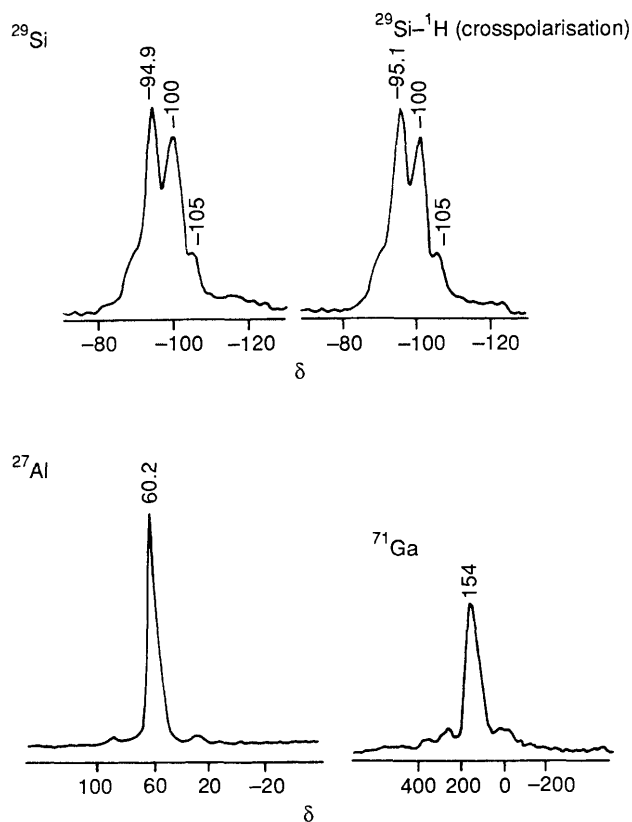 ²⁹Si
–94.9
–100
–105
–80 –100 –120
²⁹Si–¹H (crosspolarisation)
–95.1
–100
–105
–80 –100 –120
δ
²⁷Al
60.2
100 60 20 –20
δ
⁷¹Ga
154
400 200 0 –200